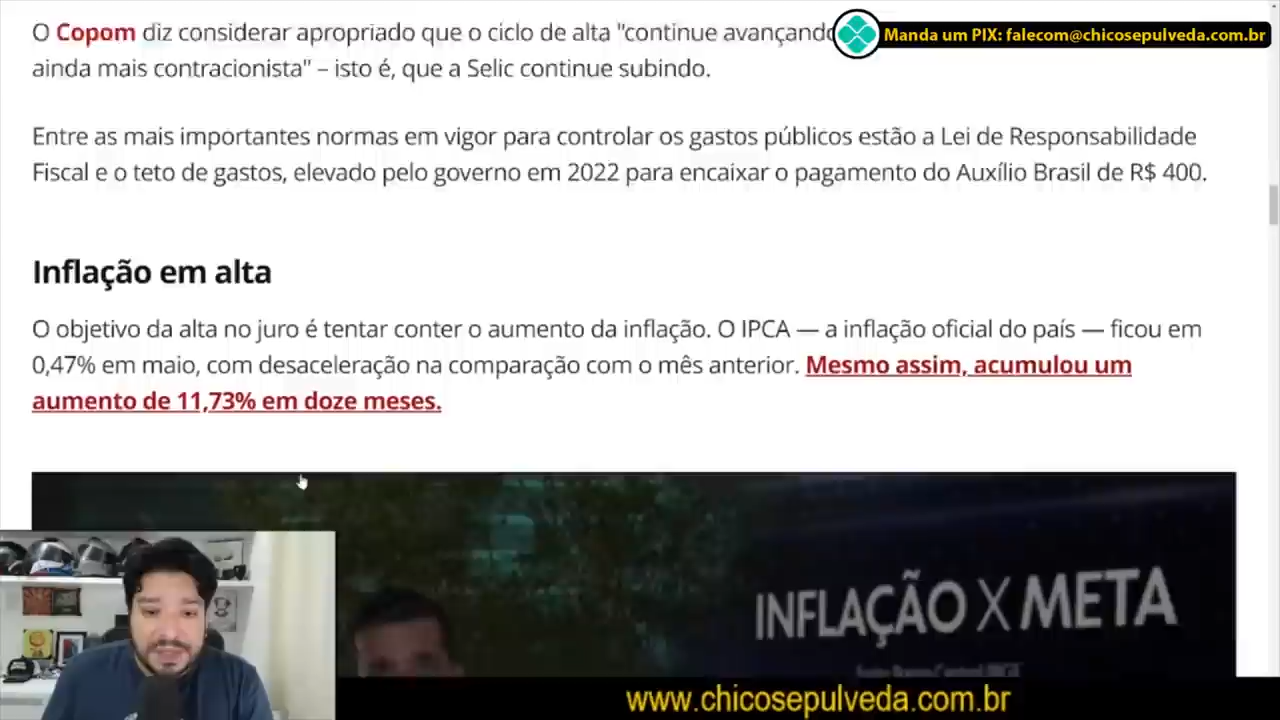 O Copom diz considerar apropriado que o ciclo de alta "continue avançando
Manda um PIX: falecom@chicosepulveda.com.br
ainda mais contracionista" – isto é, que a Selic continue subindo.
Entre as mais importantes normas em vigor para controlar os gastos públicos estão a Lei de Responsabilidade
Fiscal e o teto de gastos, elevado pelo governo em 2022 para encaixar o pagamento do Auxílio Brasil de R$ 400.
Inflação em alta
O objetivo da alta no juro é tentar conter o aumento da inflação. O IPCA — a inflação oficial do país — ficou em
0,47% em maio, com desaceleração na comparação com o mês anterior. Mesmo assim, acumulou um
aumento de 11,73% em doze meses.
INFLAÇÃO X META
www.chicosepulveda.com.br